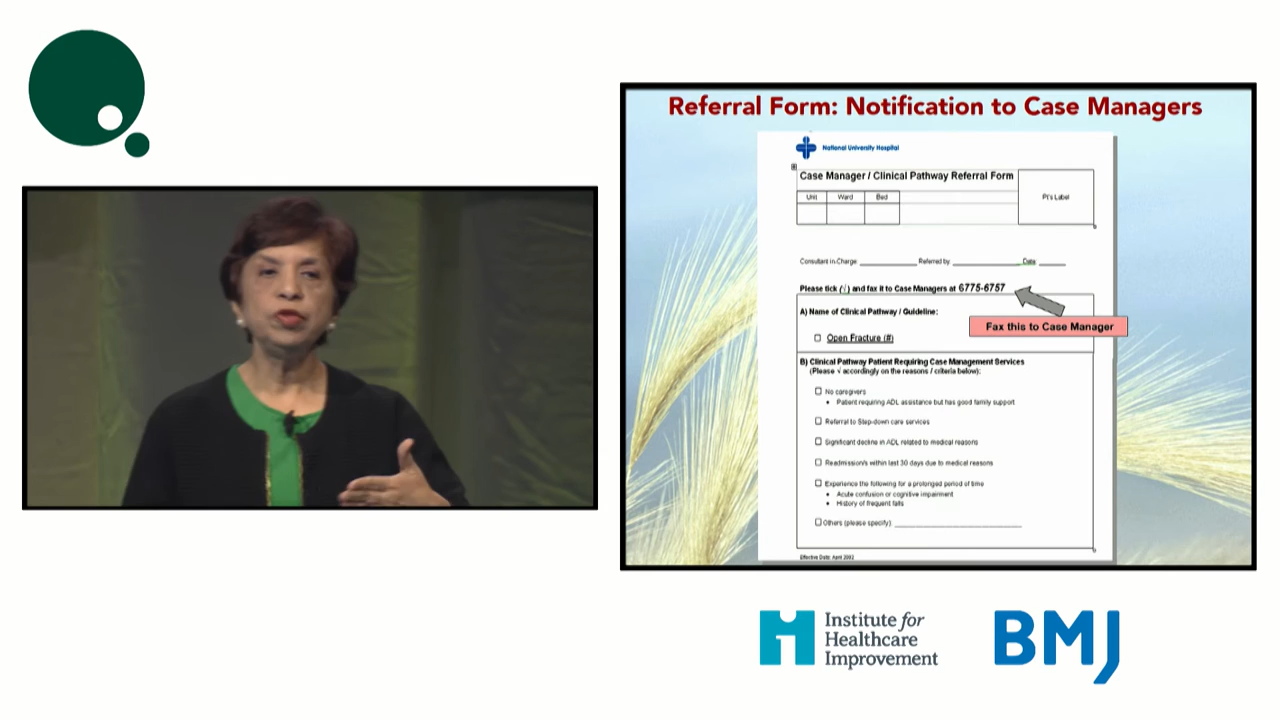 Referral Form: Notification to Case Managers
National University Hospital
Case Manager / Clinical Pathway Referral Form
Unit Ward Bed
Pt's Label
Consultant in-Charge: Referred by Date
Please tick (√) and fax it to Case Managers at 6775-6757
Fax this to Case Manager
A) Name of Clinical Pathway / Guideline:
Open Fracture (#)
B) Clinical Pathway Patient Requiring Case Management Services
(Please √ accordingly on the reasons / criteria below):
No caregivers
• Patient requiring ADL assistance but has good family support
Referral to Step-down care services
Significant decline in ADL related to medical reasons
Readmission/s within last 30 days due to medical reasons
Experience the following for a prolonged period of time
• Acute confusion or cognitive impairment
• History of frequent falls
Others (please specify):
Effective Date: April 2002
Institute for
Healthcare
Improvement
BMJ